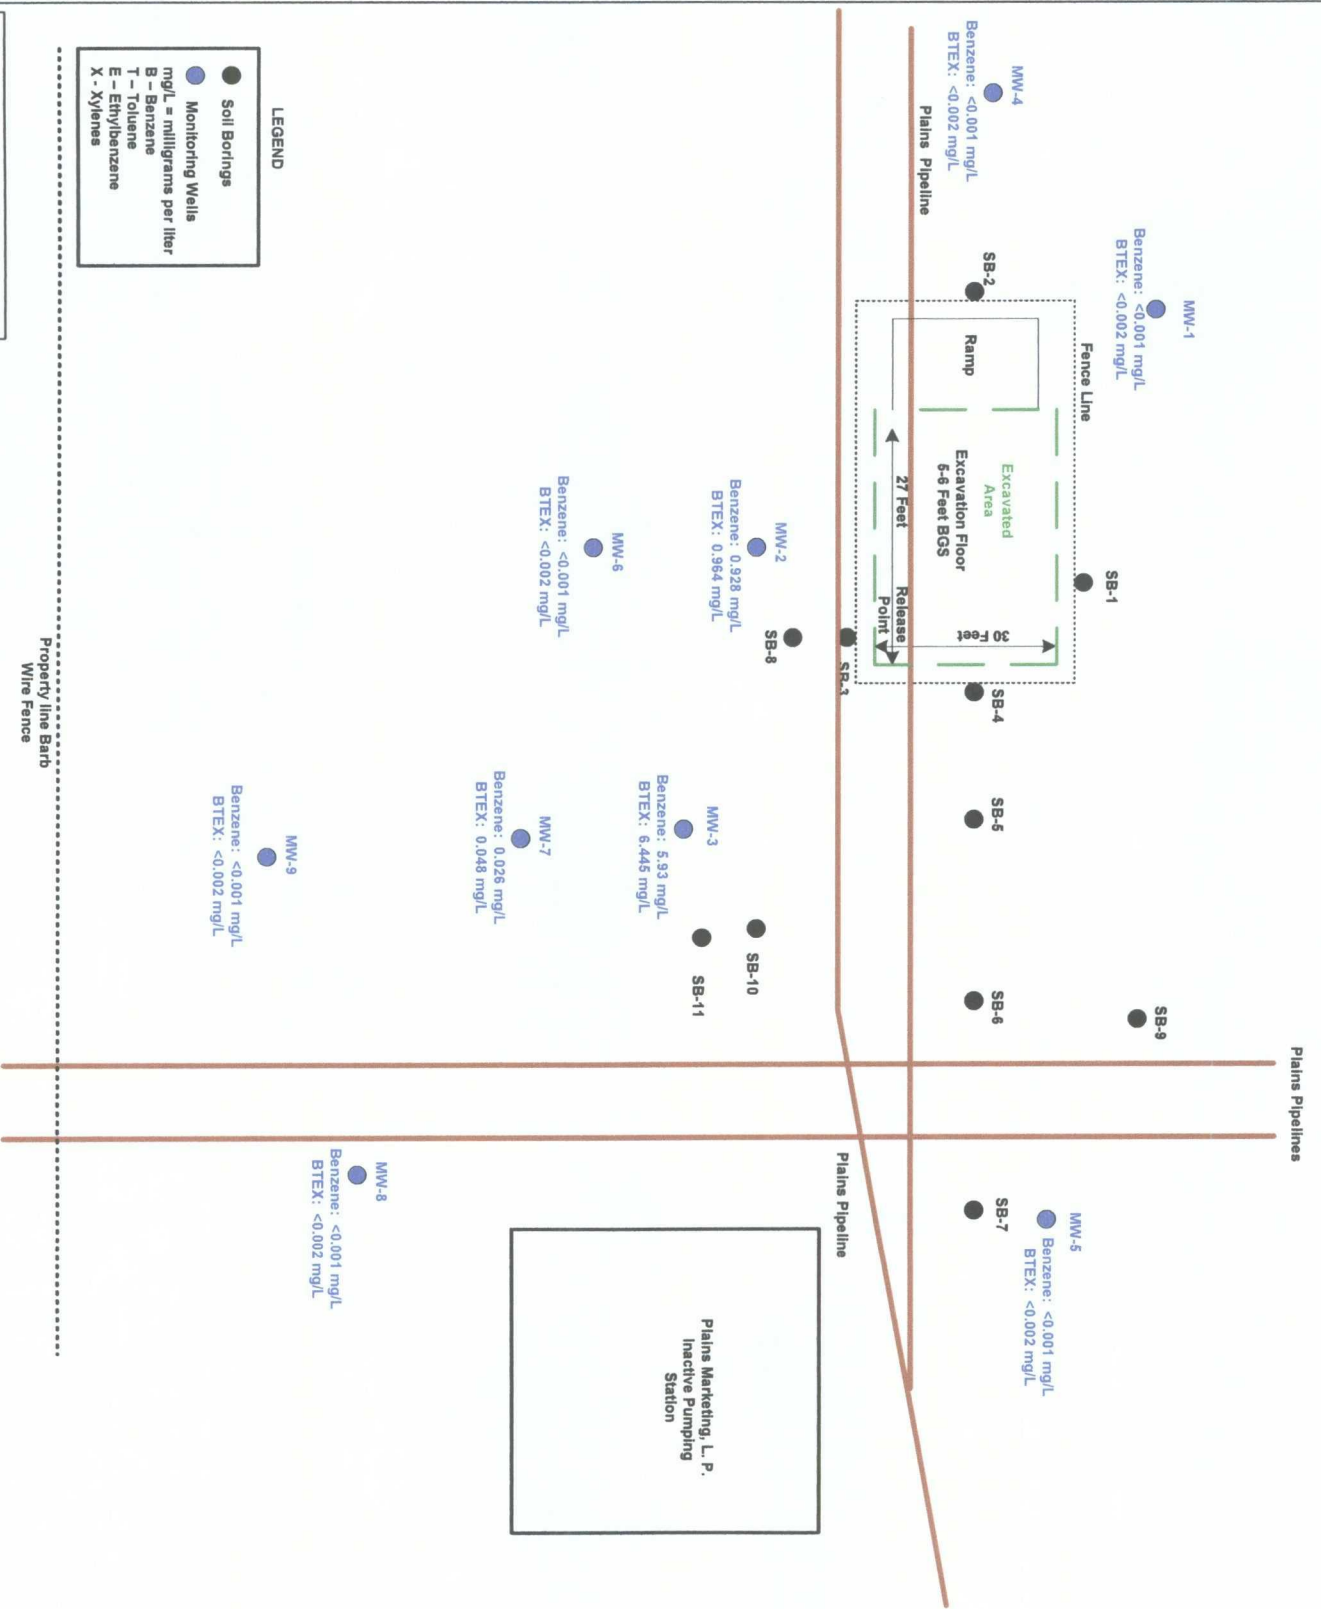 Plains Pipelines
MW-1
Benzene: <0.001 mg/L
BTEX: <0.002 mg/L
MW-4
Benzene: <0.001 mg/L
BTEX: <0.002 mg/L
Plains Pipeline
SB-2
Fence Line
Ramp
Excavated
Area
Excavation Floor
5-6 Feet BGS
27 Feet
Release
Point
30 Feet
SB-1
SB-3
SB-4
SB-5
SB-6
SB-9
SB-7
MW-5
Benzene: <0.001 mg/L
BTEX: <0.002 mg/L
Plains Pipeline
MW-2
Benzene: 0.928 mg/L
BTEX: 0.964 mg/L
SB-8
MW-3
Benzene: 5.93 mg/L
BTEX: 6.445 mg/L
SB-10
SB-11
MW-6
Benzene: <0.001 mg/L
BTEX: <0.002 mg/L
MW-7
Benzene: 0.026 mg/L
BTEX: 0.048 mg/L
Plains Marketing, L. P.
Inactive Pumping
Station
MW-8
Benzene: <0.001 mg/L
BTEX: <0.002 mg/L
MW-9
Benzene: <0.001 mg/L
BTEX: <0.002 mg/L
LEGEND
Soil Borings
Monitoring Wells
mg/L = milligrams per liter
B – Benzene
T – Toluene
E – Ethylbenzene
X - Xylenes
Property line Barb
Wire Fence